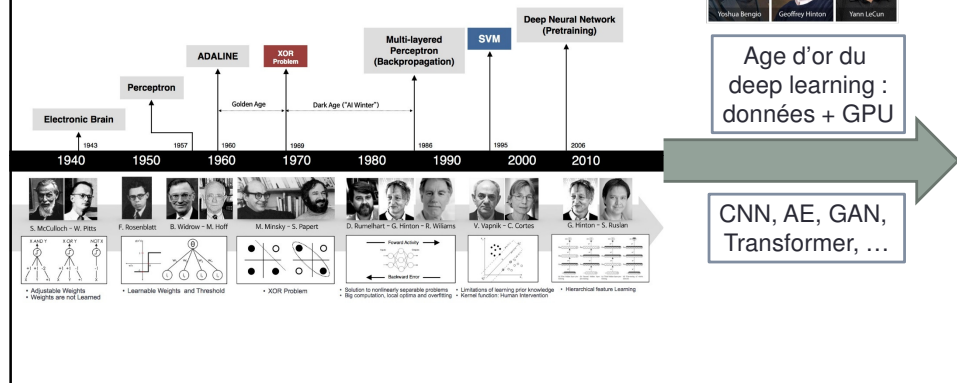 Yoshua Bengio
Geoffrey Hinton
Yann LeCun
Deep Neural Network
(Pretraining)
Multi-layered
Perceptron
(Backpropagation)
SVM
ADALINE
XOR
Problem
Perceptron
Golden Age
Dark Age ("AI Winter")
Electronic Brain
1943
1957
1960
1969
1986
1995
2006
1940
1950
1960
1970
1980
1990
2000
2010
Age d'or du
deep learning :
données + GPU
CNN, AE, GAN,
Transformer, …
S. McCulloch – W. Pitts
F. Rosenblatt
B. Widrow – M. Hoff
M. Minsky – S. Papert
D. Rumelhart – G. Hinton – R. Wiliams
V. Vapnik – C. Cortes
G. Hinton – S. Ruslan
X AND Y
X OR Y
NOT X
Foward Activity
Backward Error
• Adjustable Weights
• Weights are not Learned
• Learnable Weights and Threshold
• XOR Problem
• Solution to nonlinearly separable problems
• Big computation, local optima and overfitting
• Limitations of learning prior knowledge
• Kernel function: Human Intervention
• Hierarchical feature Learning